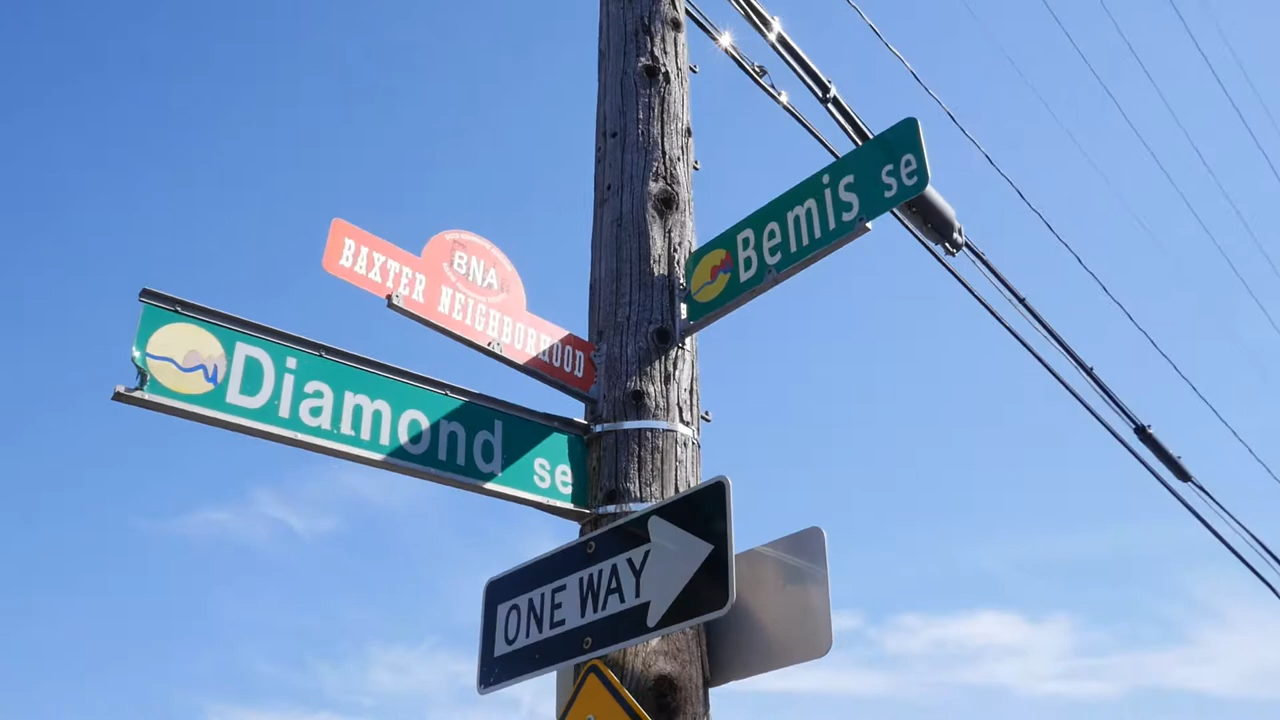 Bemis SE
BNA
BAXTER NEIGHBORHOOD
Diamond SE
ONE WAY